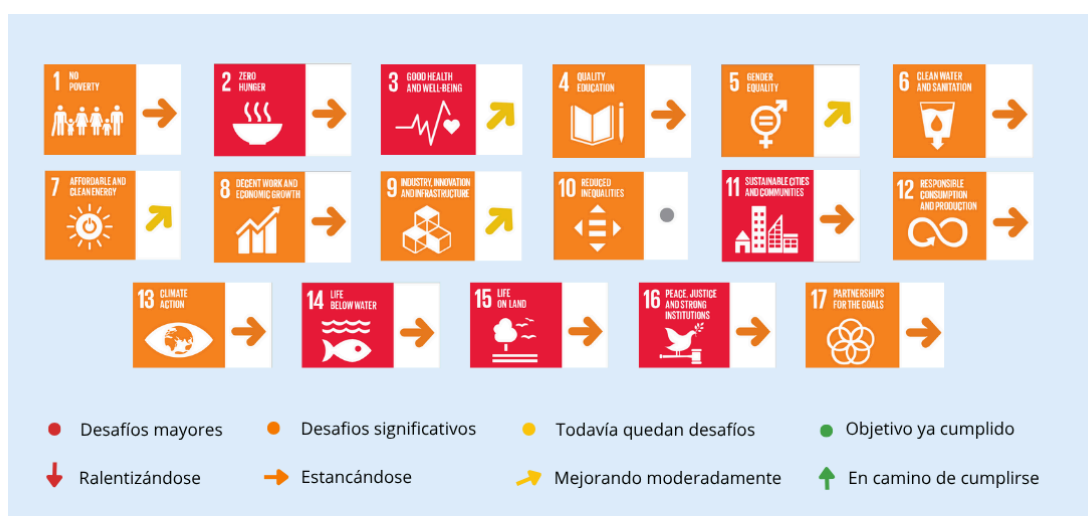 1 NO
POVERTY
2 ZERO
HUNGER
3 GOOD HEALTH
AND WELL-BEING
4 QUALITY
EDUCATION
5 GENDER
EQUALITY
6 CLEAN WATER
AND SANITATION
7 AFFORDABLE AND
CLEAN ENERGY
8 DECENT WORK AND
ECONOMIC GROWTH
9 INDUSTRY, INNOVATION
AND INFRASTRUCTURE
10 REDUCED
INEQUALITIES
11 SUSTAINABLE CITIES
AND COMMUNITIES
12 RESPONSIBLE
CONSUMPTION
AND PRODUCTION
13 CLIMATE
ACTION
14 LIFE
BELOW WATER
15 LIFE
ON LAND
16 PEACE, JUSTICE
AND STRONG
INSTITUTIONS
17 PARTNERSHIPS
FOR THE GOALS
Desafíos mayores
Desafios significativos
Todavía quedan desafíos
Objetivo ya cumplido
Ralentizándose
Estancándose
Mejorando moderadamente
En camino de cumplirse